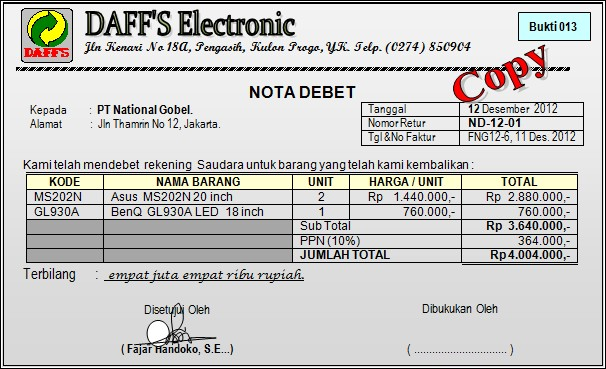 DAFF'S
DAFF'S Electronic
Jln Kenari No 18A, Pengasih, Kulon Progo, YK. Telp. (0274) 850904
Bukti 013
Copy
NOTA DEBET
Kepada : PT National Gobel.
Alamat : Jln Thamrin No 12, Jakarta.
Tanggal 12 Desember 2012
Nomor Retur ND-12-01
Tgl &No Faktur FNG12-6, 11 Des. 2012
Kami telah mendebet rekening Saudara untuk barang yang telah kami kembalikan :
KODE NAMA BARANG UNIT HARGA / UNIT TOTAL
MS202N Asus MS202N 20 inch 2 Rp 1.440.000,- Rp 2.880.000,-
GL930A BenQ GL930A LED 18 inch 1 760.000,- 760.000,-
Sub Total Rp 3.640.000,-
PPN (10%) 364.000,-
JUMLAH TOTAL Rp 4.004.000,-
Terbilang : empat juta empat ribu rupiah.
Disetujui Oleh Dibukukan Oleh
( Fajar Handoko, S.E...) ( ........................ )